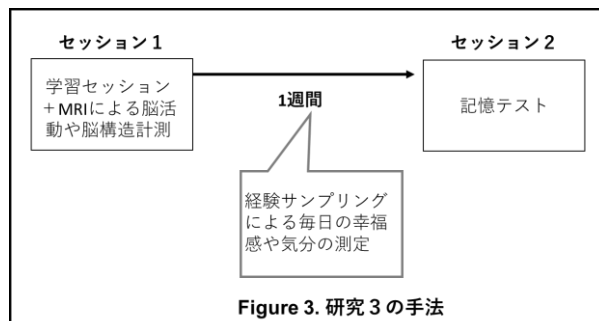 セッション１
セッション２
学習セッション
＋MRIによる脳活
動や脳構造計測
1週間
記憶テスト
経験サンプリング
による毎日の幸福
感や気分の測定
Figure 3. 研究３の手法